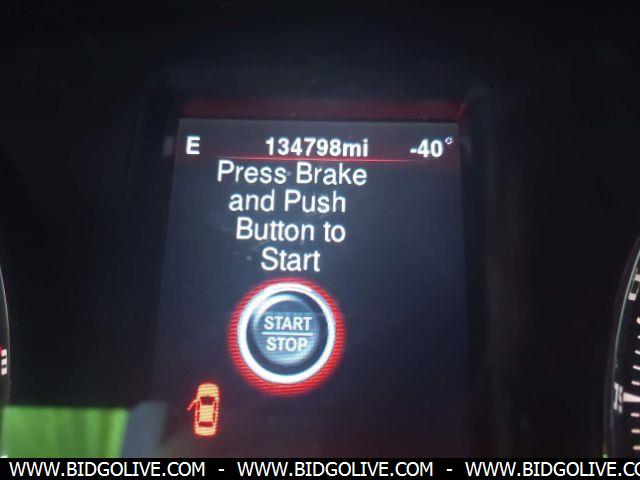 E 134798mi -40°
Press Brake
and Push
Button to
Start
START
STOP
WWW.BIDGOLIVE.COM - WWW.BIDGOLIVE.COM - WWW.BIDGOLIVE.CO